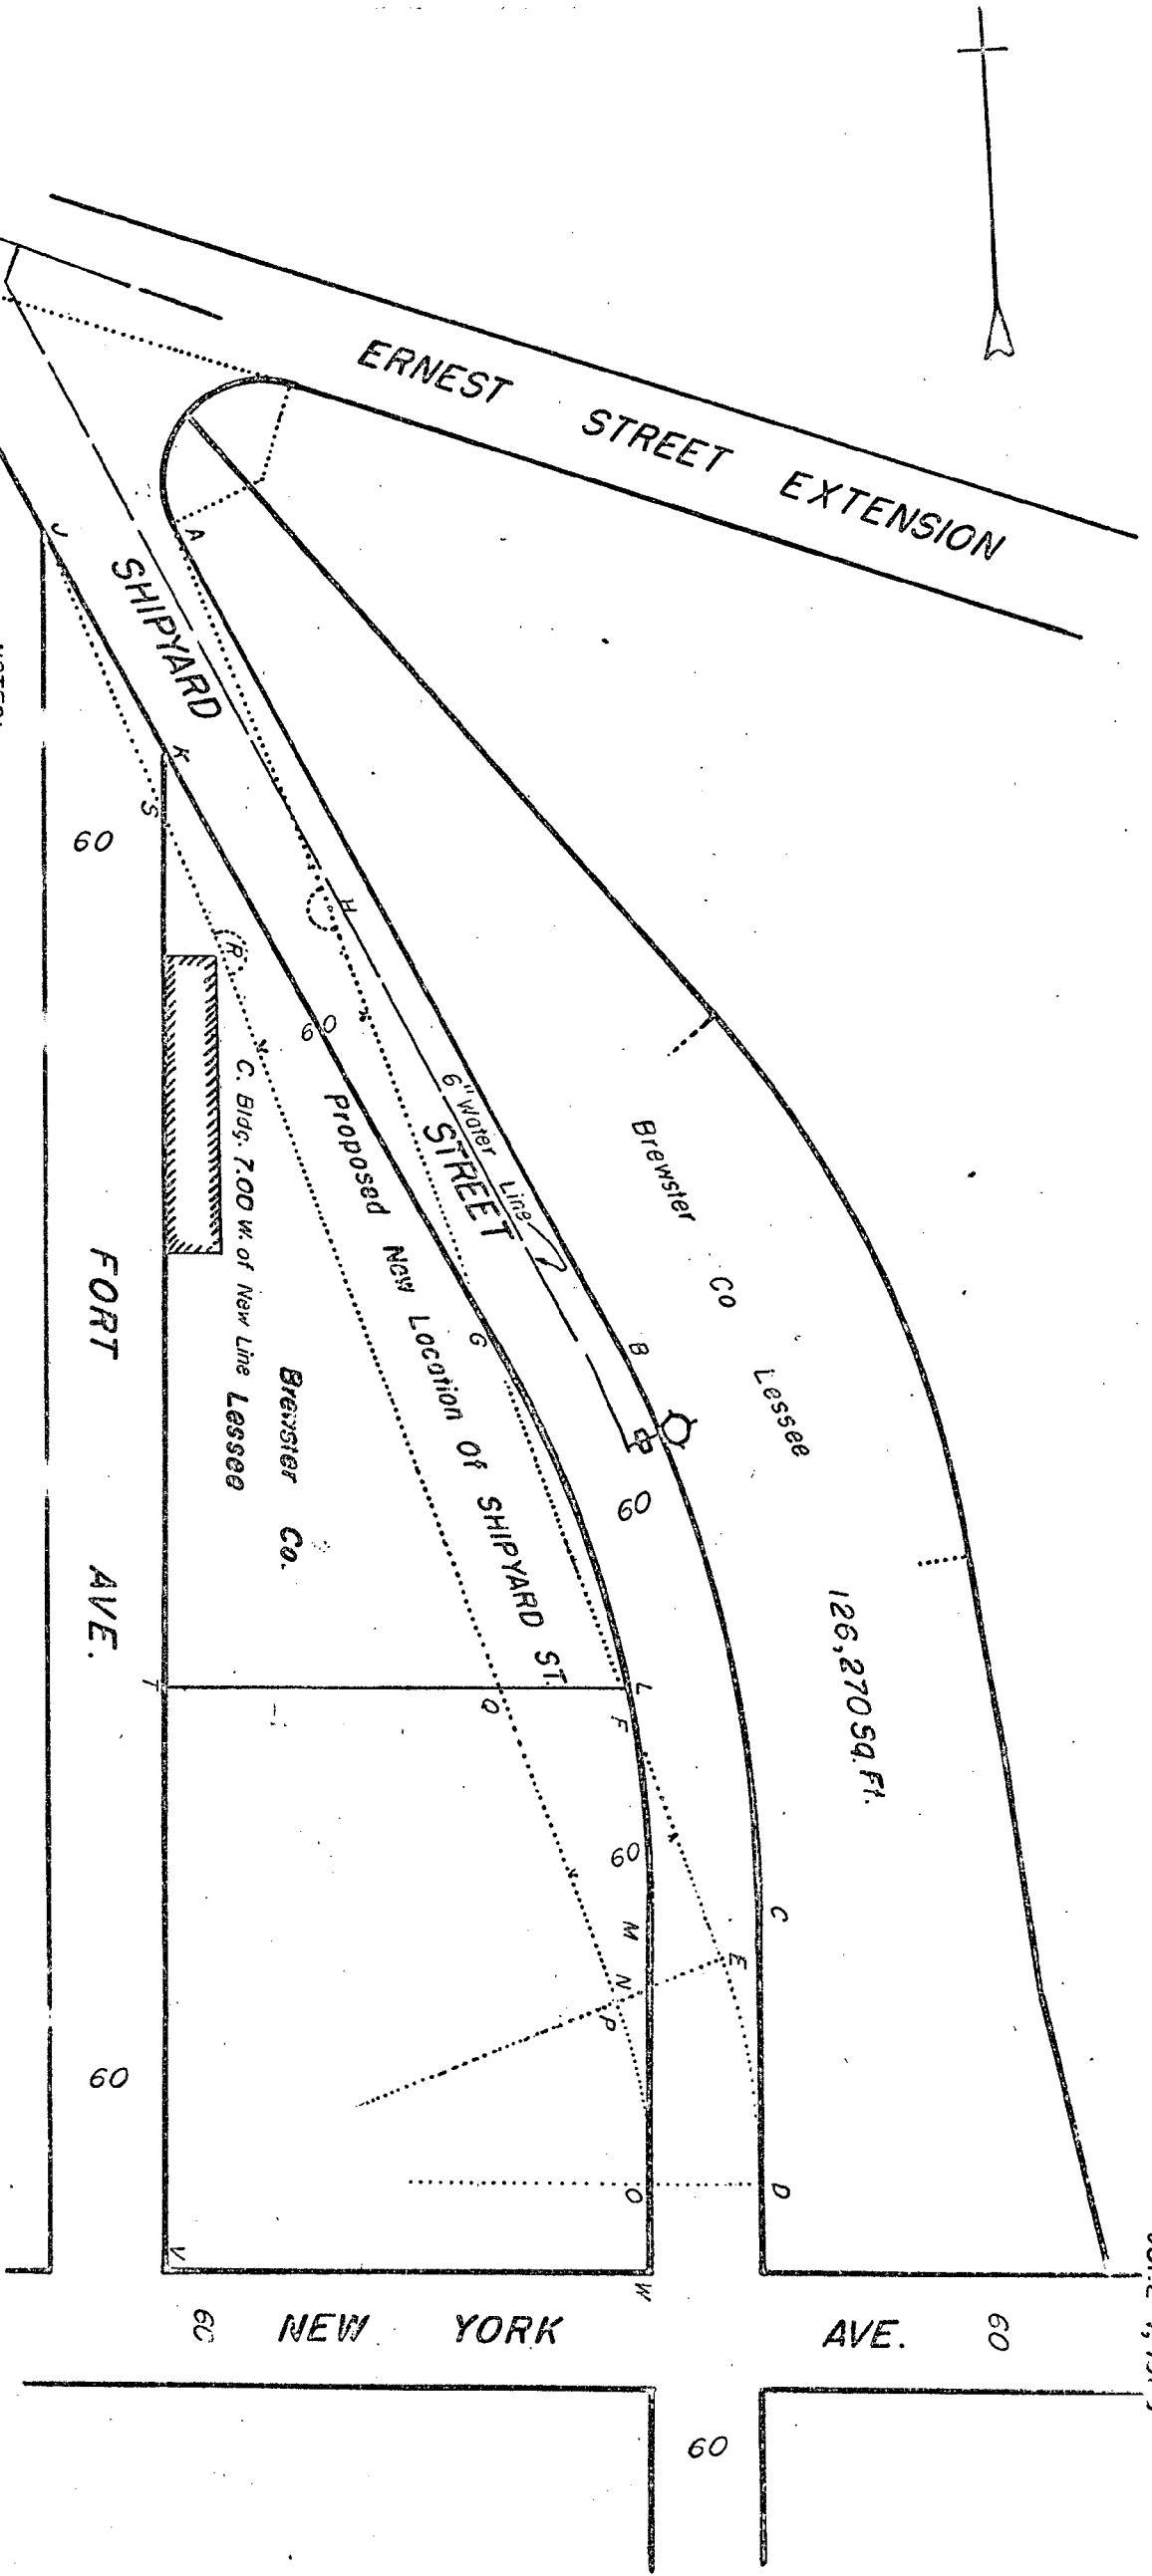 ERNEST STREET EXTENSION
SHIPYARD STREET
6" Water Line
Brewster Co Lessee
126,270 Sq. Ft.
Proposed New Location Of SHIPYARD ST.
C. Bldg. 7.00 W. of New Line
Brewster Co.
Lessee
FORT AVE.
NEW YORK AVE.
60
60
60
60
60
60
60
60
60
A
B
C
D
E
F
G
H
J
K
L
M
N
O
P
Q
R
S
T
V
W